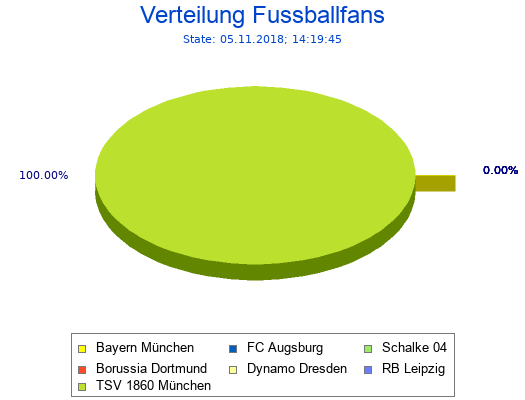 Verteilung Fussballfans
State: 05.11.2018; 14:19:45
100.00%
0.00%
Bayern München FC Augsburg Schalke 04
Borussia Dortmund Dynamo Dresden RB Leipzig
TSV 1860 München